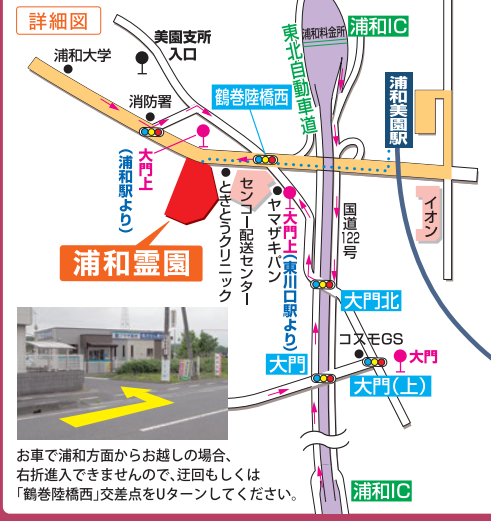 詳細図
美園支所
入口
浦和大学
消防署
鶴巻陸橋西
東北自動車道
浦和料金所
浦和IC
浦和美園駅
イオン
大門上
(浦和駅より)
浦和霊園
ときとうクリニック
センコー配送センター
ヤマザキパン
大門上(東川口駅より)
国道122号
大門北
コスモGS
大門
大門
大門(上)
浦和IC
お車で浦和方面からお越しの場合、
右折進入できませんので、迂回もしくは
「鶴巻陸橋西」交差点をUターンしてください。